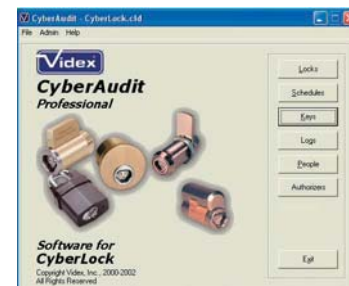 CyberAudit - CyberLock.cld
File Admin Help
Videx
CyberAudit
Professional
Locks
Schedules
Keys
Logs
People
Authorizers
Software for
CyberLock
Copyright Videx, Inc., 2000-2002
All Rights Reserved
Exit